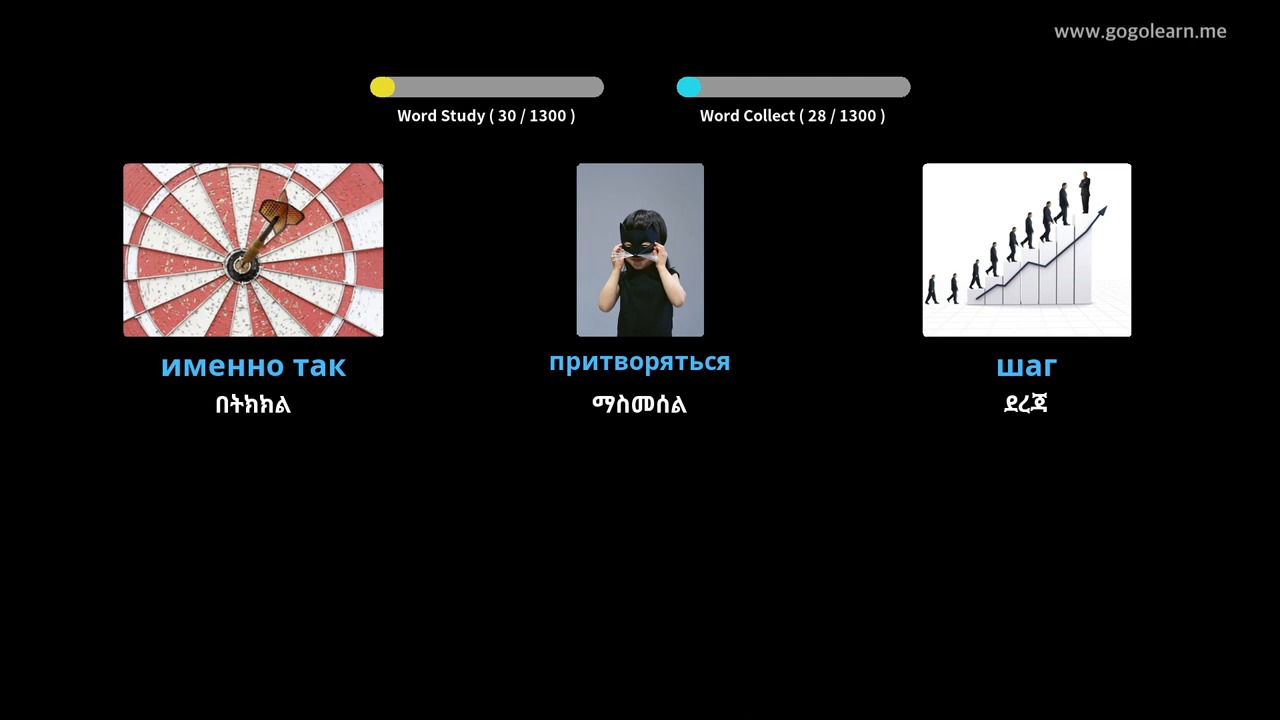 www.gogolearn.me
Word Study ( 30 / 1300 )
Word Collect ( 28 / 1300 )
именно так
притворяться
шаг
በትክክል
ማስመሰል
ደረጃ